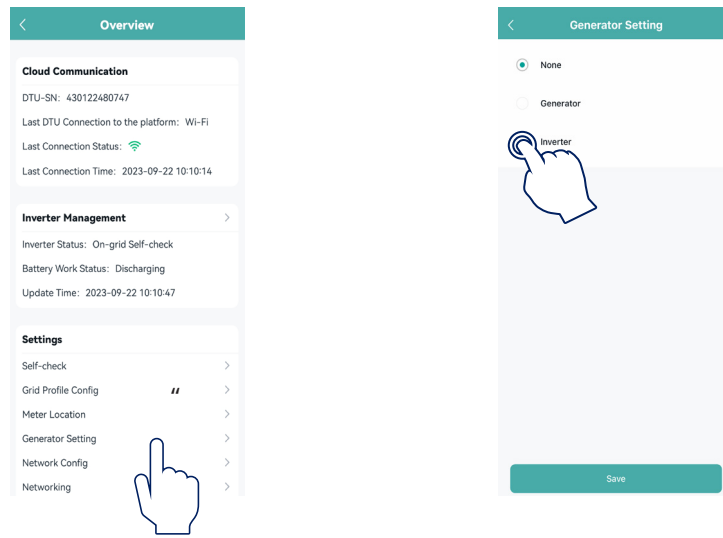 Overview
Cloud Communication
DTU-SN: 430122480747
Last DTU Connection to the platform: Wi-Fi
Last Connection Status:
Last Connection Time: 2023-09-22 10:10:14
Inverter Management
Inverter Status: On-grid Self-check
Battery Work Status: Discharging
Update Time: 2023-09-22 10:10:47
Settings
Self-check
Grid Profile Config "
Meter Location
Generator Setting
Network Config
Networking
Generator Setting
None
Generator
Inverter
Save